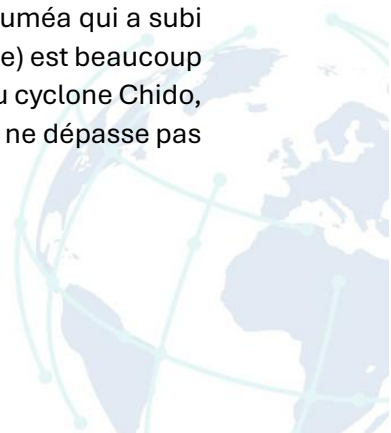 uméa qui a subi
e) est beaucoup
u cyclone Chido,
ne dépasse pas